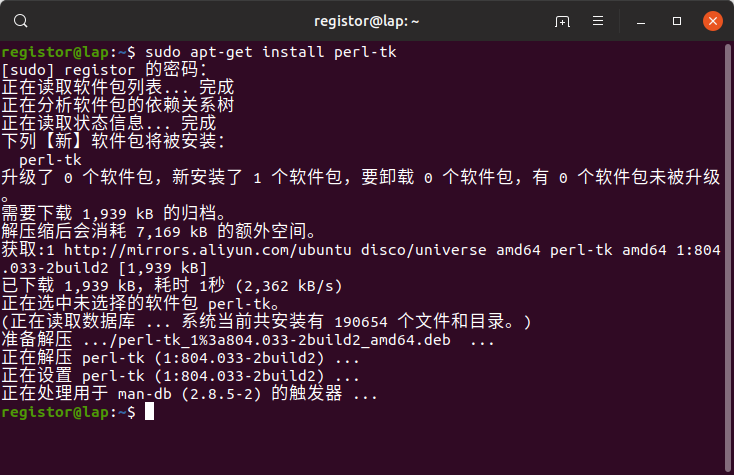 registor@lap: ~
registor@lap:~$ sudo apt-get install perl-tk
[sudo] registor 的密码：
正在读取软件包列表... 完成
正在分析软件包的依赖关系树
正在读取状态信息... 完成
下列【新】软件包将被安装：
  perl-tk
升级了 0 个软件包，新安装了 1 个软件包，要卸载 0 个软件包，有 0 个软件包未被升级
。
需要下载 1,939 kB 的归档。
解压缩后会消耗 7,169 kB 的额外空间。
获取:1 http://mirrors.aliyun.com/ubuntu disco/universe amd64 perl-tk amd64 1:804
.033-2build2 [1,939 kB]
已下载 1,939 kB，耗时 1秒 (2,362 kB/s)
正在选中未选择的软件包 perl-tk。
(正在读取数据库 ... 系统当前共安装有 190654 个文件和目录。)
准备解压 .../perl-tk_1%3a804.033-2build2_amd64.deb  ...
正在解压 perl-tk (1:804.033-2build2) ...
正在设置 perl-tk (1:804.033-2build2) ...
正在处理用于 man-db (2.8.5-2) 的触发器 ...
registor@lap:~$